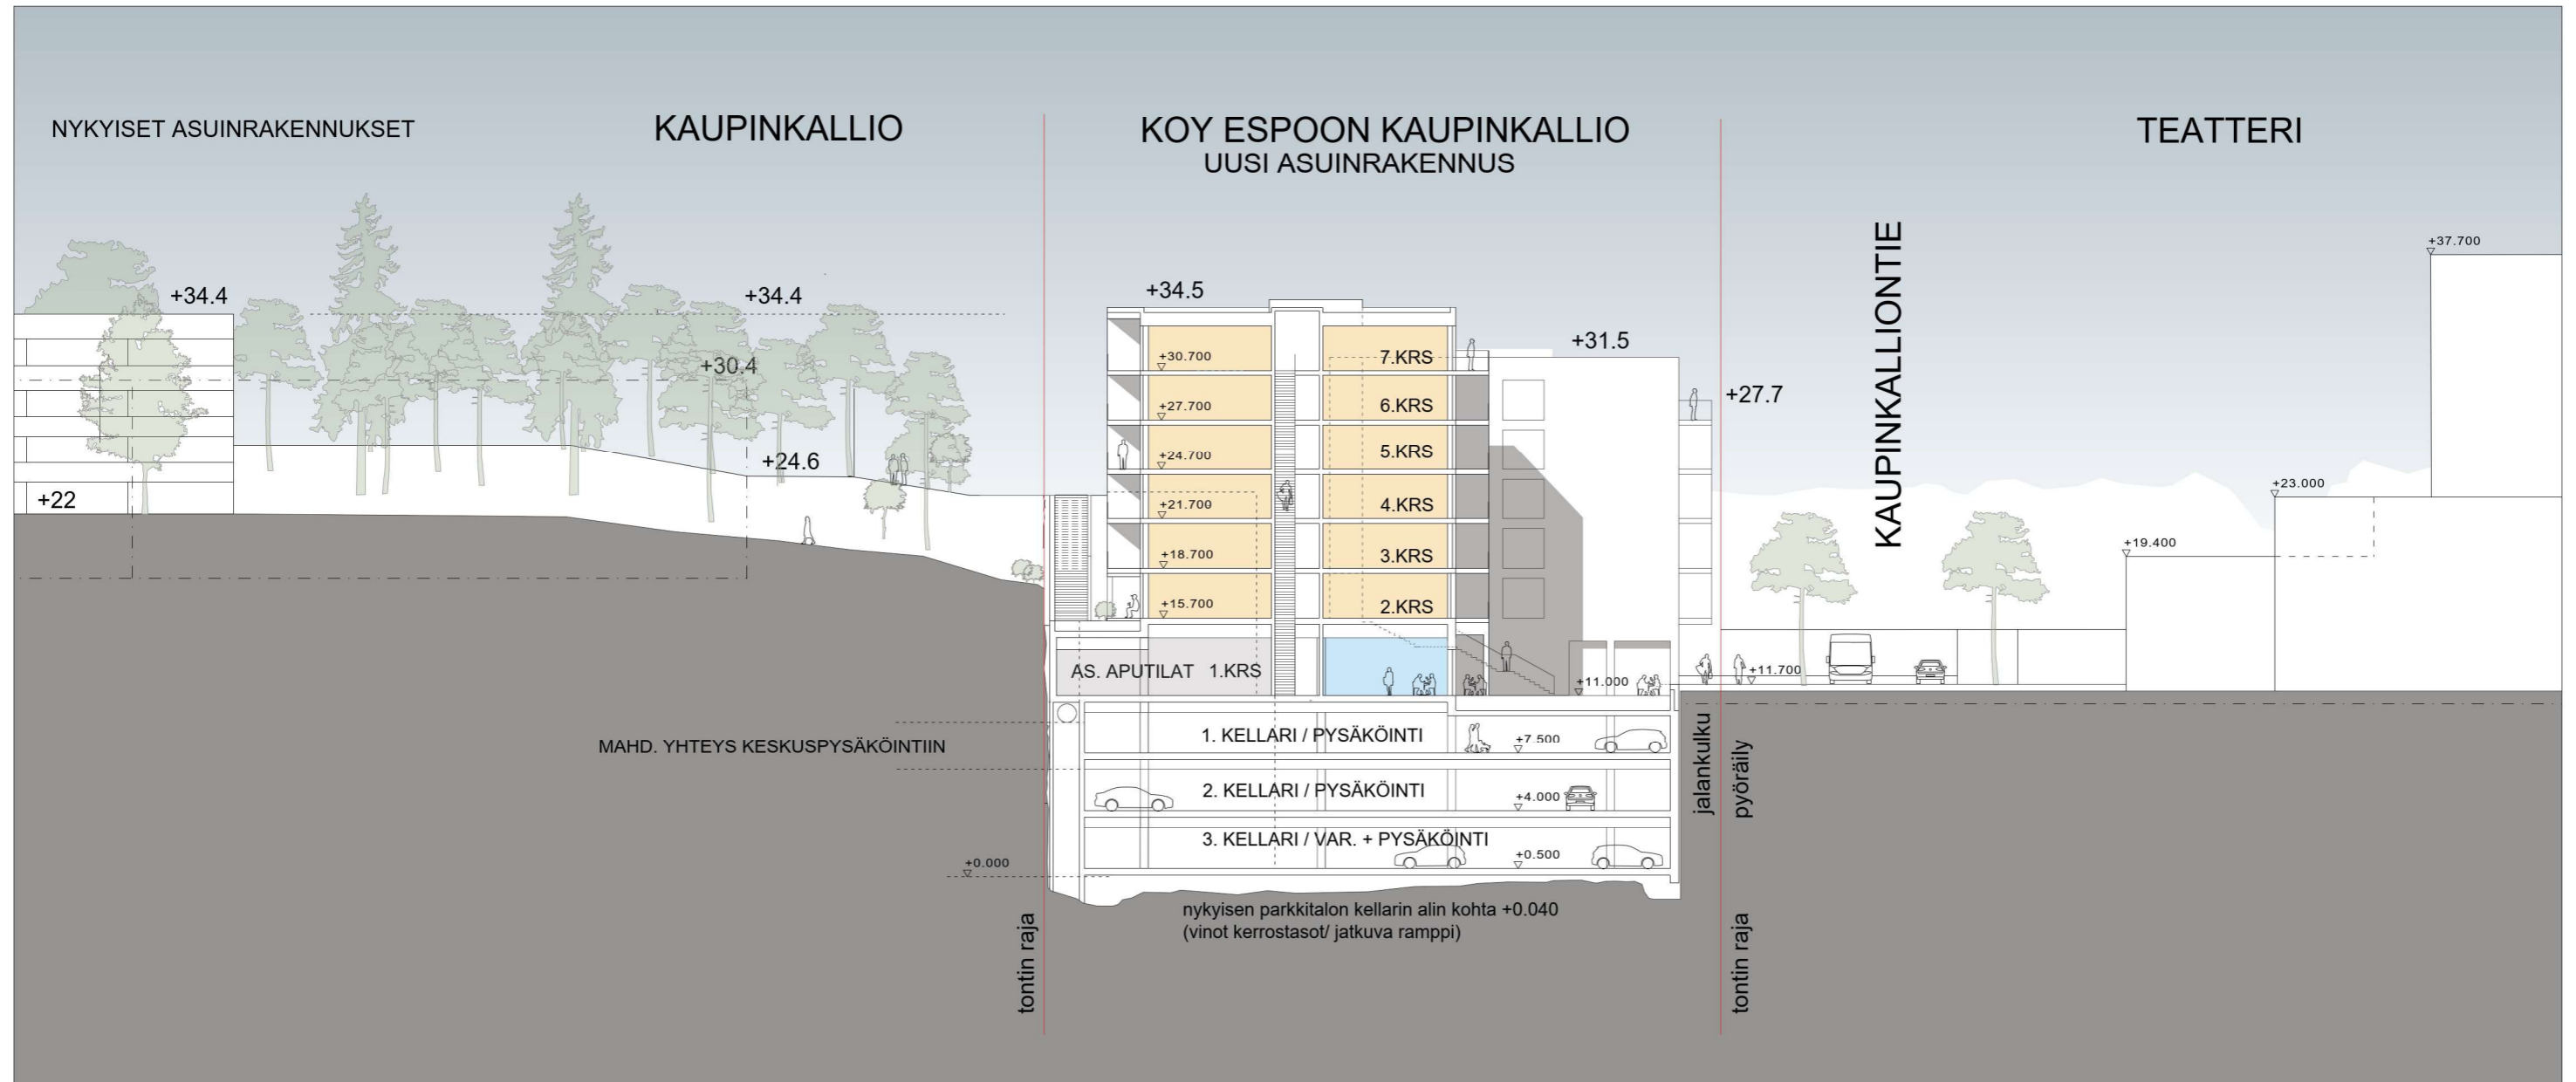 NYKYISET ASUINRAKENNUKSET
KAUPINKALLIO
KOY ESPOON KAUPINKALLIO
UUSI ASUINRAKENNUS
TEATTERI
KAUPINKALLIONTIE
+37.700
+34.4
+34.4
+34.5
+30.4
+31.5
+30.700
7.KRS
+27.7
+27.700
6.KRS
+24.6
+24.700
5.KRS
+22
+21.700
4.KRS
+23.000
+18.700
3.KRS
+19.400
+15.700
2.KRS
AS. APUTILAT 1.KRS
+11.000
+11.700
MAHD. YHTEYS KESKUSPYSÄKÖINTIIN
1. KELLARI / PYSÄKÖINTI
+7.500
jalankulku
pyöräily
2. KELLARI / PYSÄKÖINTI
+4.000
3. KELLARI / VAR. + PYSÄKÖINTI
+0.500
+0.000
nykyisen parkkitalon kellarin alin kohta +0.040
(vinot kerrostasot/ jatkuva ramppi)
tontin raja
tontin raja